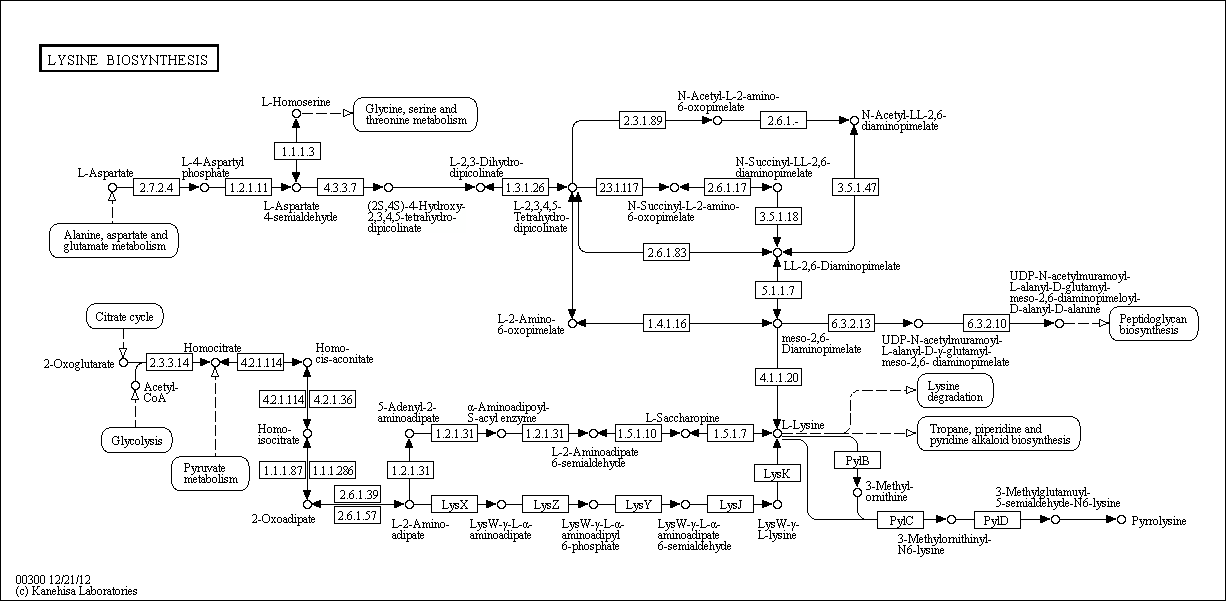 LYSINE BIOSYNTHESIS
L-Homoserine
Glycine, serine and
threonine metabolism
N-Acetyl-L-2-amino-
6-oxopimelate
2.3.1.89
2.6.1.-
N-Acetyl-LL-2,6-
diaminopimelate
1.1.1.3
L-Aspartate
2.7.2.4
L-4-Aspartyl
phosphate
1.2.1.11
L-Aspartate
4-semialdehyde
4.3.3.7
(2S,4S)-4-Hydroxy-
2,3,4,5-tetrahydro-
dipicolinate
L-2,3-Dihydro-
dipicolinate
1.3.1.26
L-2,3,4,5-
Tetrahydro-
dipicolinate
2.3.1.117
N-Succinyl-L-2-amino-
6-oxopimelate
2.6.1.17
N-Succinyl-LL-2,6-
diaminopimelate
3.5.1.47
3.5.1.18
Alanine, aspartate and
glutamate metabolism
2.6.1.83
LL-2,6-Diaminopimelate
5.1.1.7
L-2-Amino-
6-oxopimelate
1.4.1.16
meso-2,6-
Diaminopimelate
6.3.2.13
UDP-N-acetylmuramoyl-
L-alanyl-D-γ-glutamyl-
meso-2,6- diaminopimelate
6.3.2.10
UDP-N-acetylmuramoyl-
L-alanyl-D-glutamyl-
meso-2,6-diaminopimeloyl-
D-alanyl-D-alanine
Peptidoglycan
biosynthesis
Citrate cycle
2-Oxoglutarate
2.3.3.14
Homocitrate
4.2.1.114
Homo-
cis-aconitate
Acetyl-
CoA
Glycolysis
Pyruvate
metabolism
4.2.1.114
4.2.1.36
Homo-
isocitrate
1.1.1.87
1.1.1.286
2-Oxoadipate
2.6.1.39
2.6.1.57
4.1.1.20
Lysine
degradation
5-Adenyl-2-
aminoadipate
1.2.1.31
α-Aminoadipoyl-
S-acyl enzyme
1.2.1.31
L-2-Aminoadipate
6-semialdehyde
1.5.1.10
L-Saccharopine
1.5.1.7
L-Lysine
Tropane, piperidine and
pyridine alkaloid biosynthesis
1.2.1.31
LysK
PylB
3-Methyl-
ornithine
L-2-Amino-
adipate
LysX
LysW-γ-L-α-
aminoadipate
LysZ
LysW-γ-L-α-
aminoadipyl
6-phosphate
LysY
LysW-γ-L-α-
aminoadipate
6-semialdehyde
LysJ
LysW-γ-
L-lysine
PylC
3-Methylornithinyl-
N6-lysine
PylD
3-Methylglutamuyl-
5-semialdehyde-N6-lysine
Pyrrolysine
00300 12/21/12
(c) Kanehisa Laboratories